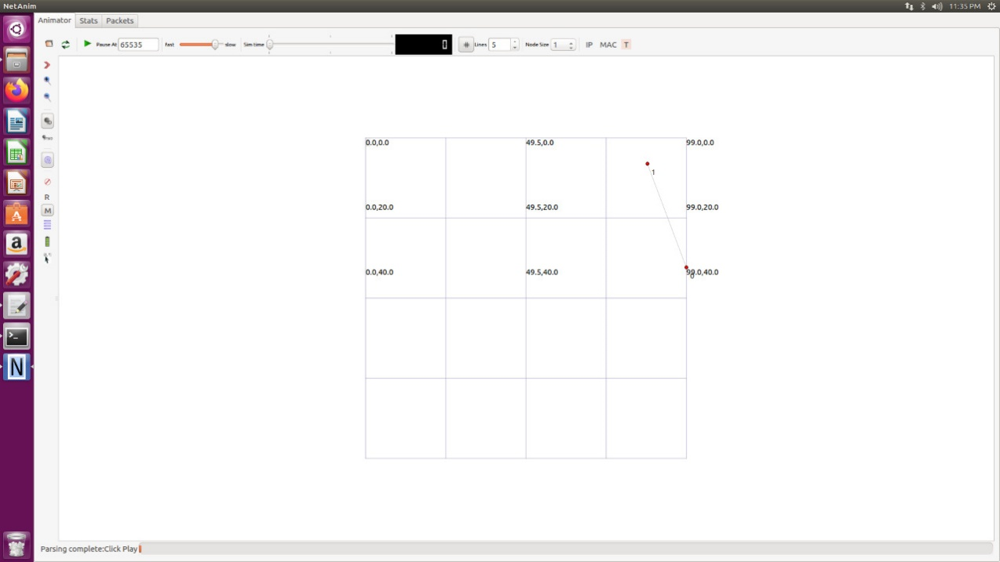 NetAnim
11:35 PM
Animator Stats Packets
Pause At 65535 fast slow Sim time 0 # Lines 5 Node Size 1 IP MAC T
0.0,0.0 49.5,0.0 99.0,0.0
1
0.0,20.0 49.5,20.0 99.0,20.0
R
M
0.0,40.0 49.5,40.0 99.0,40.0
0
Parsing complete:Click Play